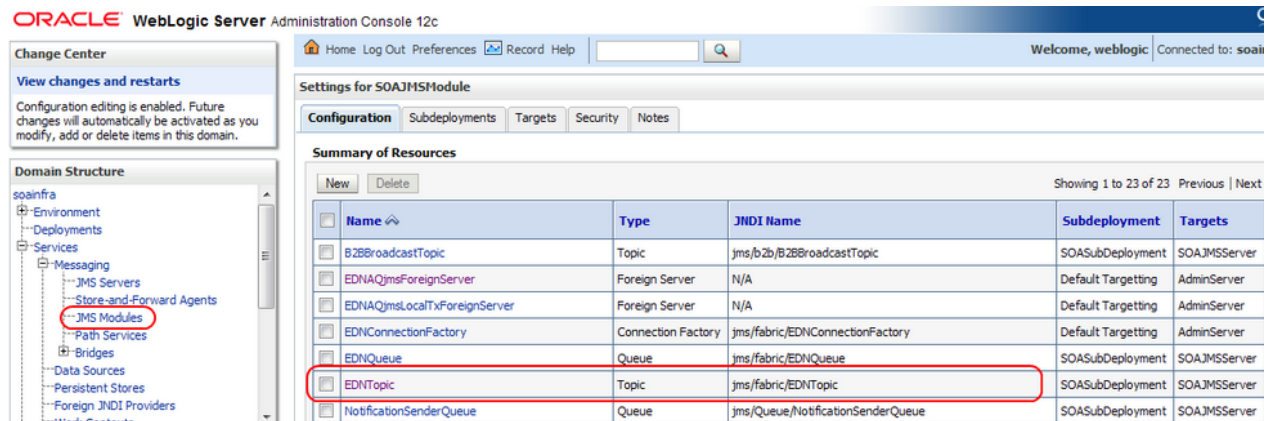 ORACLE WebLogic Server Administration Console 12c
Change Center
View changes and restarts
Configuration editing is enabled. Future
changes will automatically be activated as you
modify, add or delete items in this domain.
Domain Structure
soainfra
Environment
Deployments
Services
Messaging
JMS Servers
Store-and-Forward Agents
JMS Modules
Path Services
Bridges
Data Sources
Persistent Stores
Foreign JNDI Providers
Home Log Out Preferences Record Help
Welcome, weblogic Connected to:
Settings for SOAJMSModule
Configuration Subdeployments Targets Security Notes
Summary of Resources
New Delete Showing 1 to 23 of 23 Previous | Next
Name Type JNDI Name Subdeployment Targets
B2BBroadcastTopic Topic jms/b2b/B2BBroadcastTopic SOASubDeployment SOAJMSServer
EDNAQjmsForeignServer Foreign Server N/A Default Targetting AdminServer
EDNAQjmsLocalTxForeignServer Foreign Server N/A Default Targetting AdminServer
EDNConnectionFactory Connection Factory jms/fabric/EDNConnectionFactory Default Targetting AdminServer
EDNQueue Queue jms/fabric/EDNQueue SOASubDeployment SOAJMSServer
EDNTopic Topic jms/fabric/EDNTopic SOASubDeployment SOAJMSServer
NotificationSenderQueue Queue jms/Queue/NotificationSenderQueue SOASubDeployment SOAJMSServer